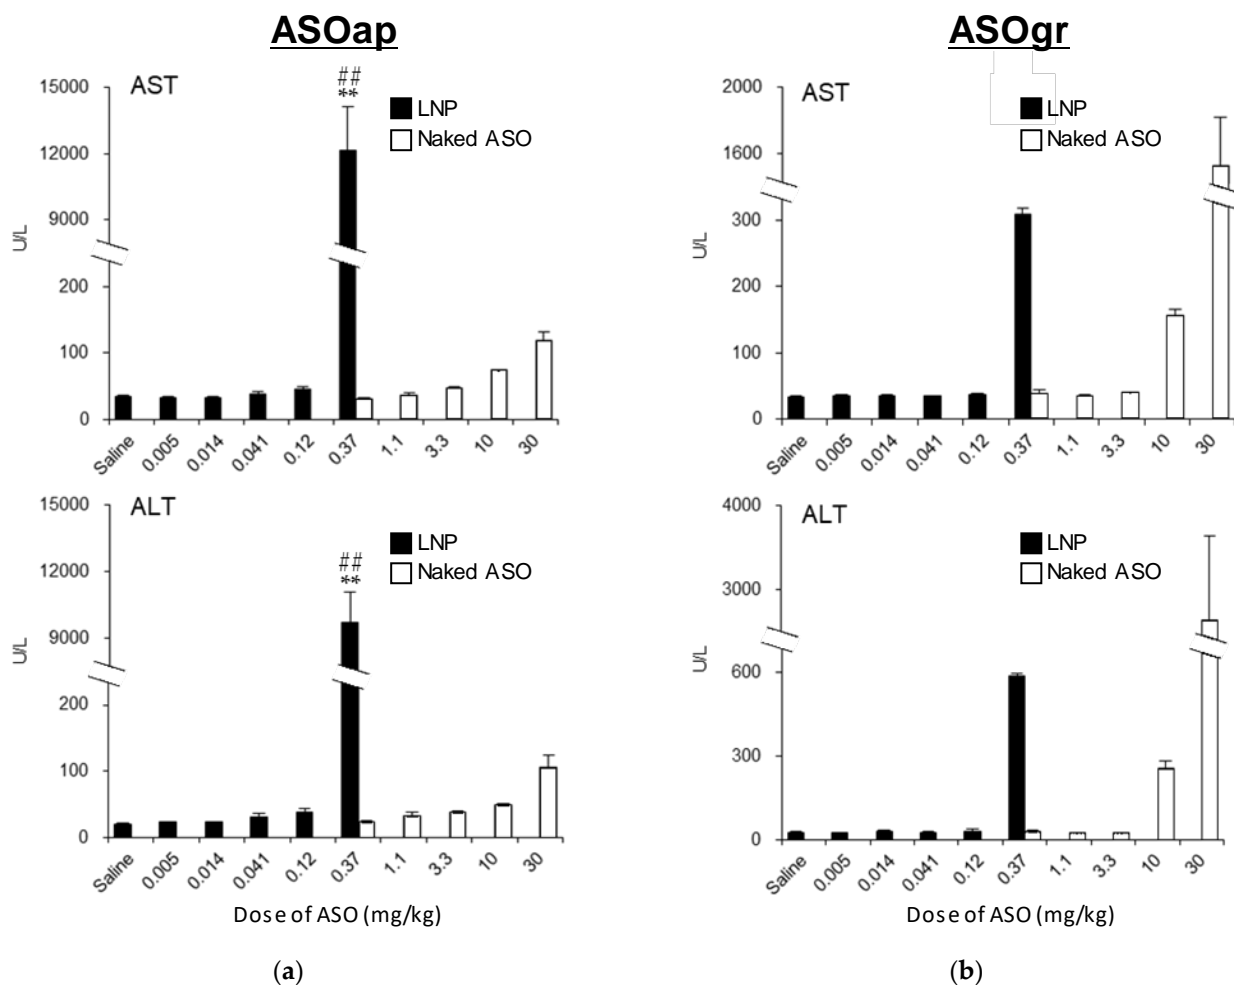 ASOap
AST
##
**
LNP
Naked ASO
15000
12000
9000
200
100
0
U/L
Saline 0.005 0.014 0.041 0.12 0.37 1.1 3.3 10 30
ALT
##
**
LNP
Naked ASO
15000
12000
9000
200
100
0
U/L
Saline 0.005 0.014 0.041 0.12 0.37 1.1 3.3 10 30
Dose of ASO (mg/kg)
(a)
ASOgr
AST
LNP
Naked ASO
2000
1600
300
200
100
0
U/L
Saline 0.005 0.014 0.041 0.12 0.37 1.1 3.3 10 30
ALT
LNP
Naked ASO
4000
3000
600
300
0
U/L
Saline 0.005 0.014 0.041 0.12 0.37 1.1 3.3 10 30
Dose of ASO (mg/kg)
(b)